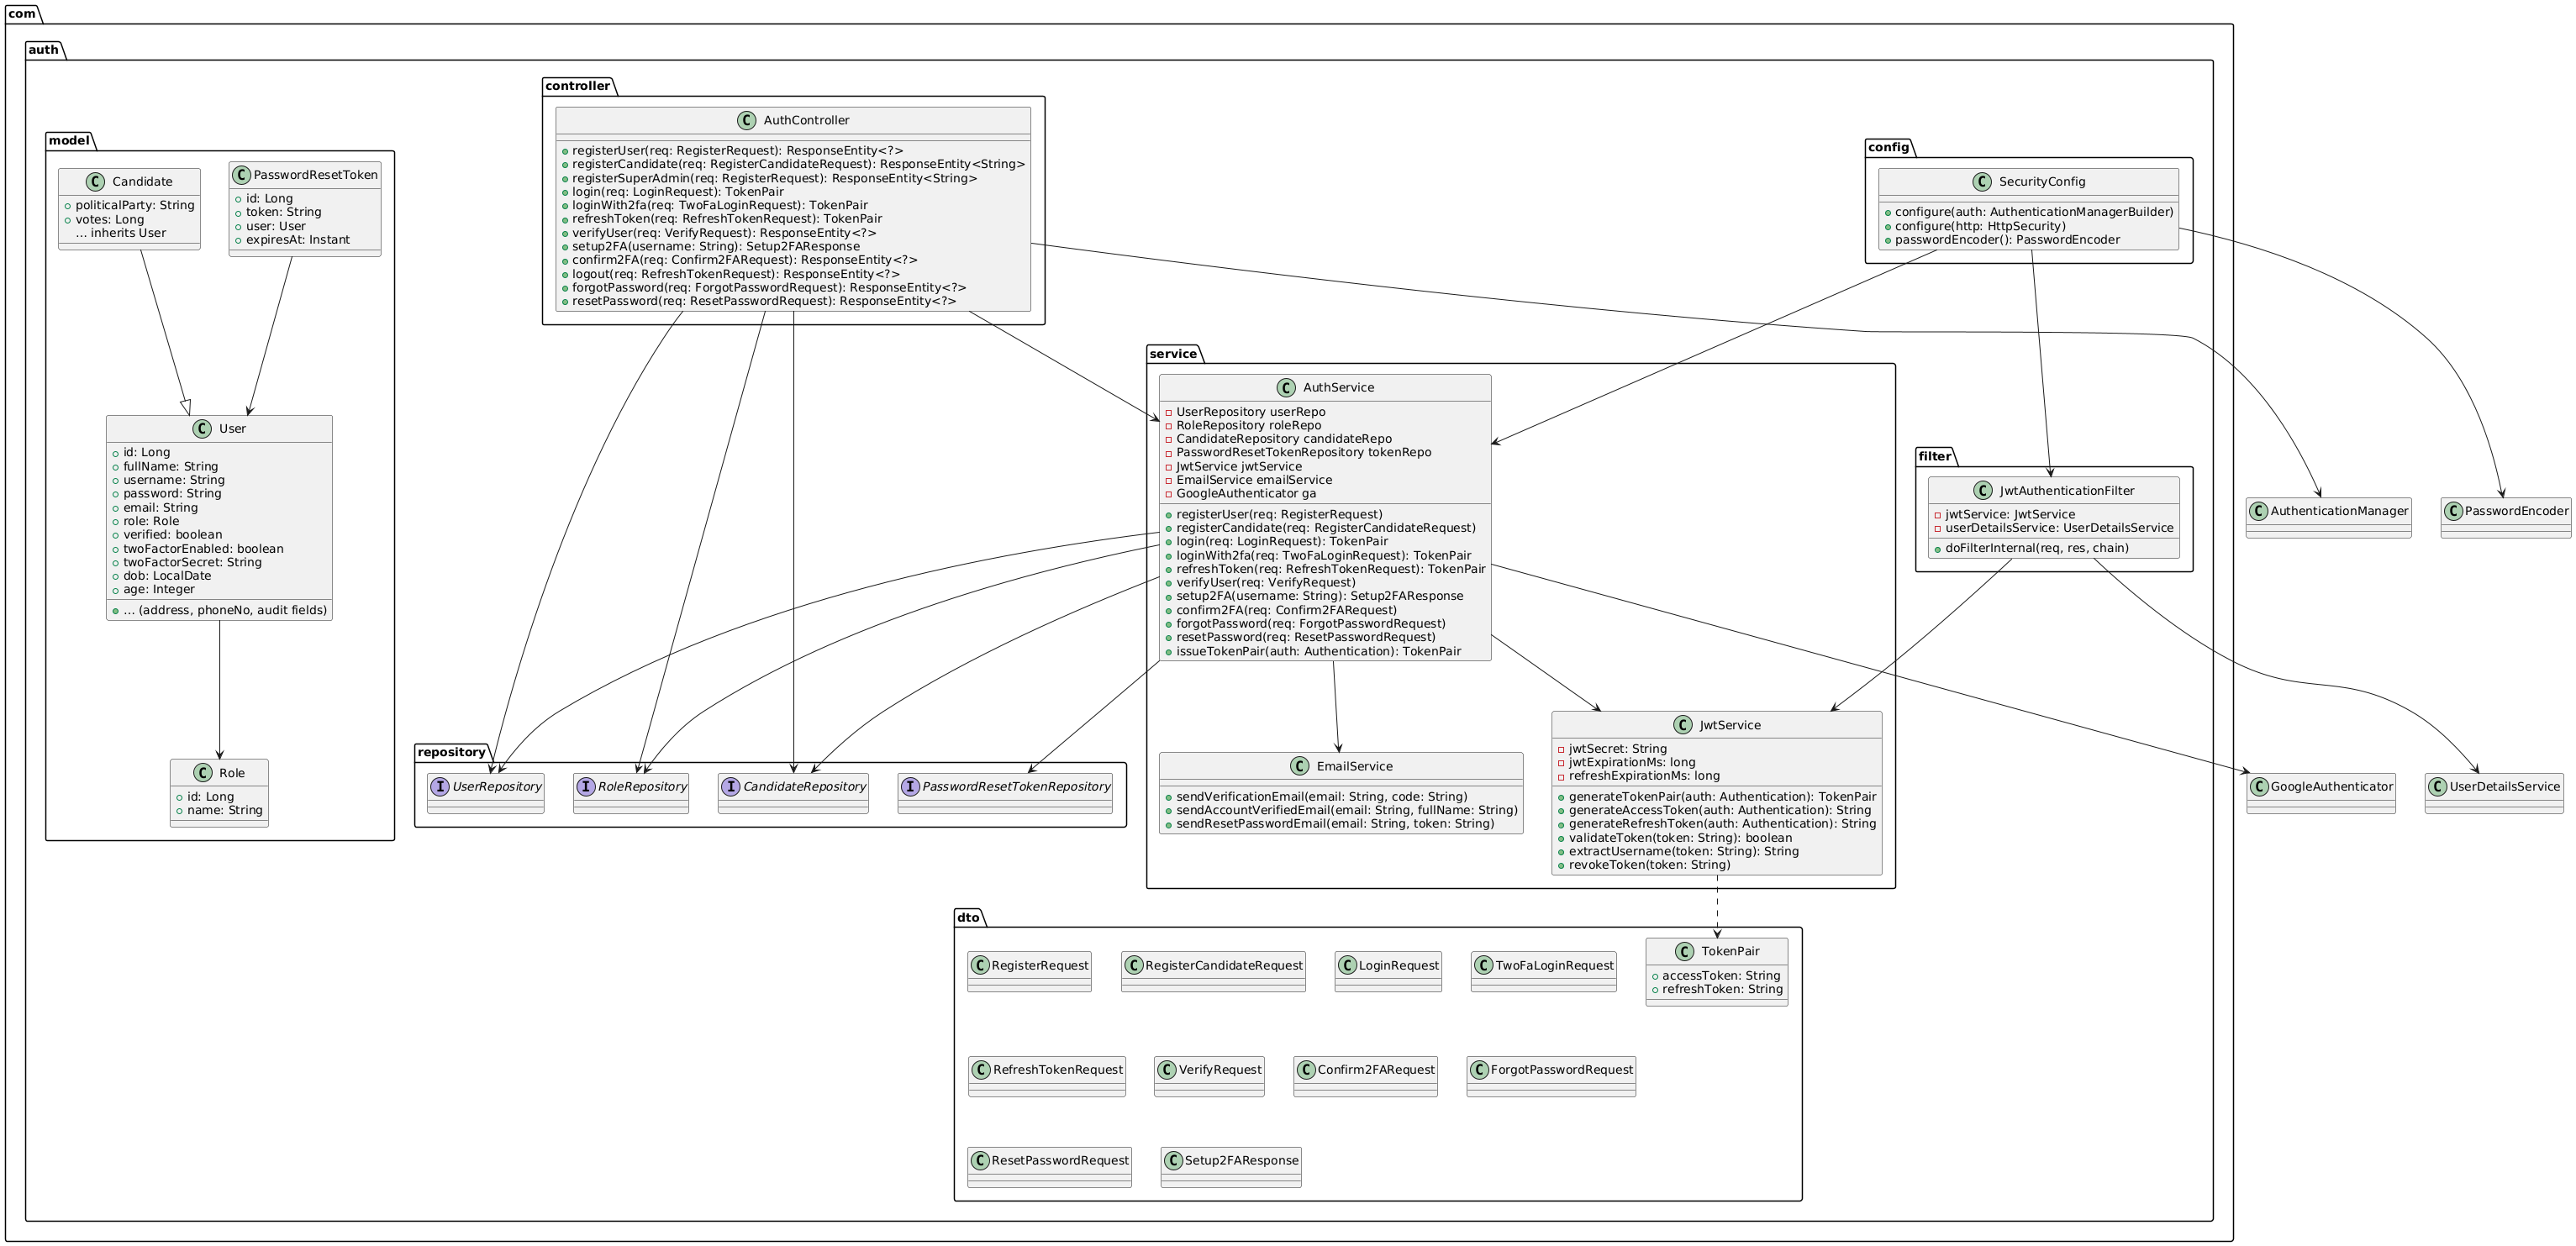 com
auth
controller
C AuthController
registerUser(req: RegisterRequest): ResponseEntity<?>
registerCandidate(req: RegisterCandidateRequest): ResponseEntity<String>
registerSuperAdmin(req: RegisterRequest): ResponseEntity<String>
login(req: LoginRequest): TokenPair
loginWith2fa(req: TwoFaLoginRequest): TokenPair
refreshToken(req: RefreshTokenRequest): TokenPair
verifyUser(req: VerifyRequest): ResponseEntity<?>
setup2FA(username: String): Setup2FAResponse
confirm2FA(req: Confirm2FARequest): ResponseEntity<?>
logout(req: RefreshTokenRequest): ResponseEntity<?>
forgotPassword(req: ForgotPasswordRequest): ResponseEntity<?>
resetPassword(req: ResetPasswordRequest): ResponseEntity<?>
model
C Candidate
politicalParty: String
votes: Long
... inherits User
C PasswordResetToken
id: Long
token: String
user: User
expiresAt: Instant
C User
id: Long
fullName: String
username: String
password: String
email: String
role: Role
verified: boolean
twoFactorEnabled: boolean
twoFactorSecret: String
dob: LocalDate
age: Integer
... (address, phoneNo, audit fields)
C Role
id: Long
name: String
config
C SecurityConfig
configure(auth: AuthenticationManagerBuilder)
configure(http: HttpSecurity)
passwordEncoder(): PasswordEncoder
service
C AuthService
UserRepository userRepo
RoleRepository roleRepo
CandidateRepository candidateRepo
PasswordResetTokenRepository tokenRepo
JwtService jwtService
EmailService emailService
GoogleAuthenticator ga
registerUser(req: RegisterRequest)
registerCandidate(req: RegisterCandidateRequest)
login(req: LoginRequest): TokenPair
loginWith2fa(req: TwoFaLoginRequest): TokenPair
refreshToken(req: RefreshTokenRequest): TokenPair
verifyUser(req: VerifyRequest)
setup2FA(username: String): Setup2FAResponse
confirm2FA(req: Confirm2FARequest)
forgotPassword(req: ForgotPasswordRequest)
resetPassword(req: ResetPasswordRequest)
issueTokenPair(auth: Authentication): TokenPair
filter
C JwtAuthenticationFilter
jwtService: JwtService
userDetailsService: UserDetailsService
doFilterInternal(req, res, chain)
C AuthenticationManager
C PasswordEncoder
repository
I UserRepository
I RoleRepository
I CandidateRepository
I PasswordResetTokenRepository
C EmailService
sendVerificationEmail(email: String, code: String)
sendAccountVerifiedEmail(email: String, fullName: String)
sendResetPasswordEmail(email: String, token: String)
C JwtService
jwtSecret: String
jwtExpirationMs: long
refreshExpirationMs: long
generateTokenPair(auth: Authentication): TokenPair
generateAccessToken(auth: Authentication): String
generateRefreshToken(auth: Authentication): String
validateToken(token: String): boolean
extractUsername(token: String): String
revokeToken(token: String)
C GoogleAuthenticator
C UserDetailsService
dto
C RegisterRequest
C RegisterCandidateRequest
C LoginRequest
C TwoFaLoginRequest
C TokenPair
accessToken: String
refreshToken: String
C RefreshTokenRequest
C VerifyRequest
C Confirm2FARequest
C ForgotPasswordRequest
C ResetPasswordRequest
C Setup2FAResponse